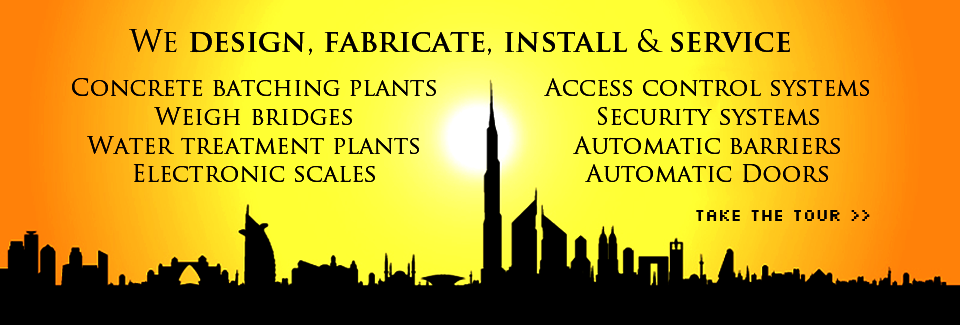 We design, fabricate, install & service
Concrete batching plants
Weigh bridges
Water treatment plants
Electronic scales
Access control systems
Security systems
Automatic barriers
Automatic Doors
TAKE THE TOUR >>